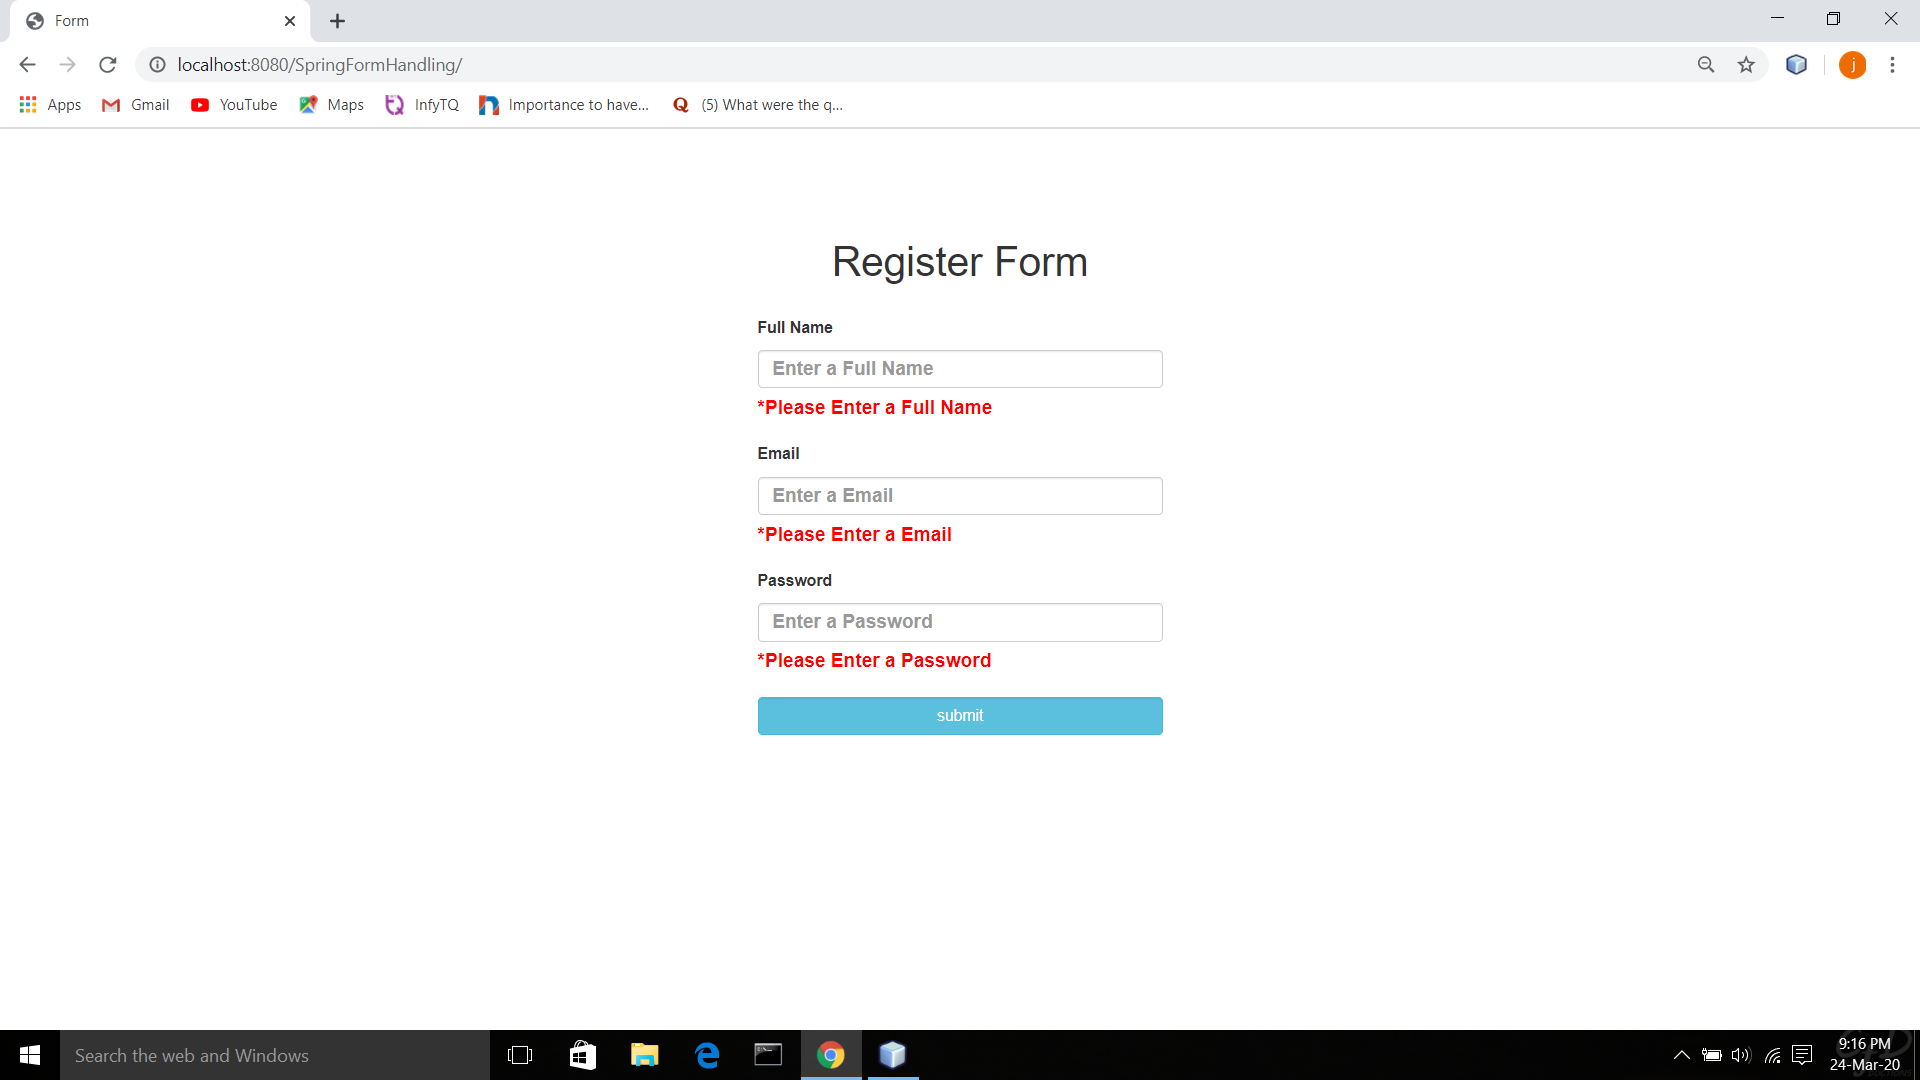 Form
localhost:8080/SpringFormHandling/
j
Apps Gmail YouTube Maps InfyTQ Importance to have... (5) What were the q...
Register Form
Full Name
Enter a Full Name
*Please Enter a Full Name
Email
Enter a Email
*Please Enter a Email
Password
Enter a Password
*Please Enter a Password
submit
Search the web and Windows
9:16 PM
24-Mar-20